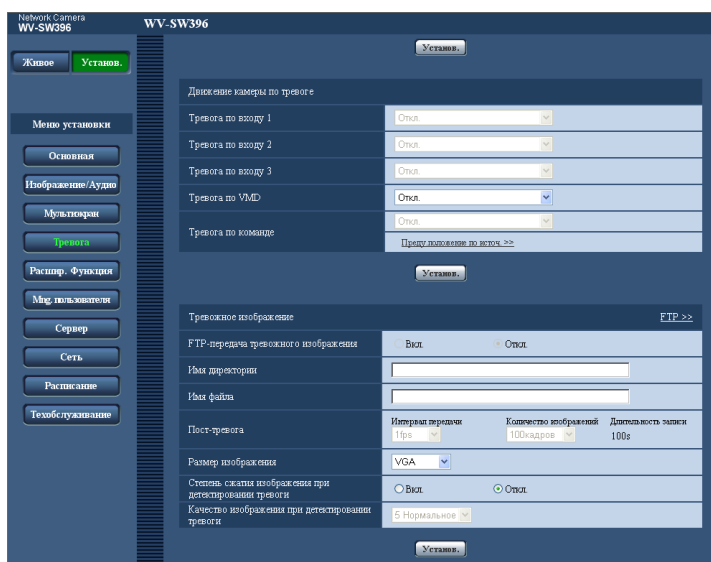 Network Camera
WV-SW396
WV-SW396
Живое
Установ.
Меню установки
Основная
Изображение/Аудио
Мультиэкран
Тревога
Расшир. Функция
Mng. пользователя
Сервер
Сеть
Расписание
Техобслуживание
Установ.
Движение камеры по тревоге
Тревога по входу 1
Откл.
Тревога по входу 2
Откл.
Тревога по входу 3
Откл.
Тревога по VMD
Откл.
Тревога по команде
Откл.
Преду.положение по источ. >>
Установ.
Тревожное изображение
FTP >>
FTP-передача тревожного изображения
Вкл.
Откл.
Имя директории
Имя файла
Пост-тревога
Интервал передачи
Количество изображений
Длительность записи
1fps
100кадров
100s
Размер изображения
VGA
Степень сжатия изображения при
детектировании тревоги
Вкл.
Откл.
Качество изображения при детектировании
тревоги
5 Нормальное
Установ.